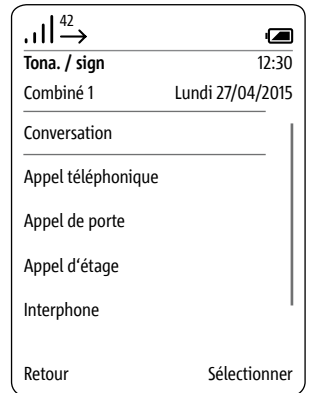 42
Tona. / sign 12:30
Combiné 1 Lundi 27/04/2015
Conversation
Appel téléphonique
Appel de porte
Appel d‘étage
Interphone
Retour Sélectionner